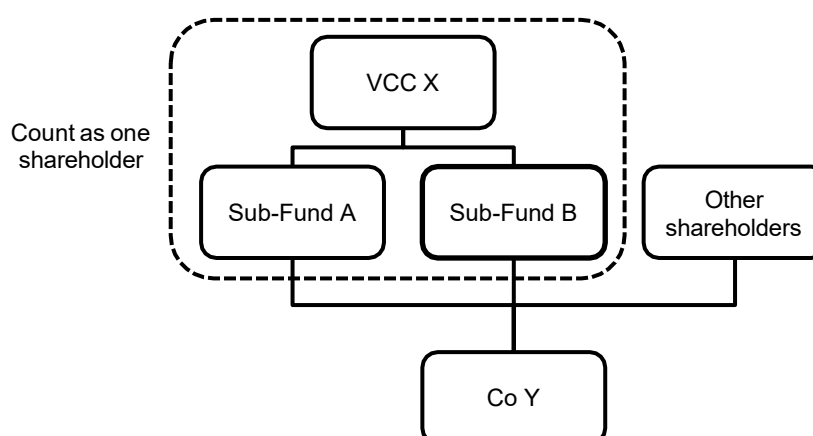 VCC X
Count as one
shareholder
Sub-Fund A
Sub-Fund B
Other
shareholders
Co Y